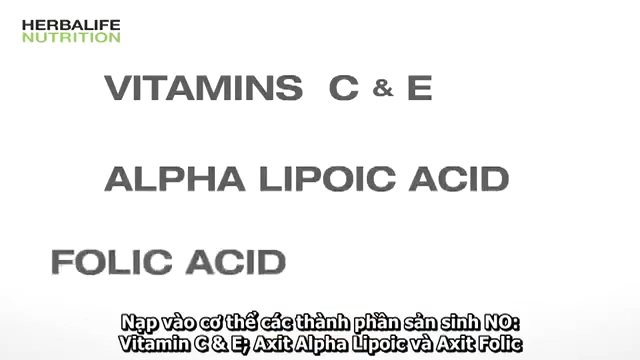 HERBALIFE
NUTRITION
VITAMINS C & E
ALPHA LIPOIC ACID
FOLIC ACID
Nạp vào cơ thể các thành phần sản sinh NO:
Vitamin C & E; Axit Alpha Lipoic và Axit Folic